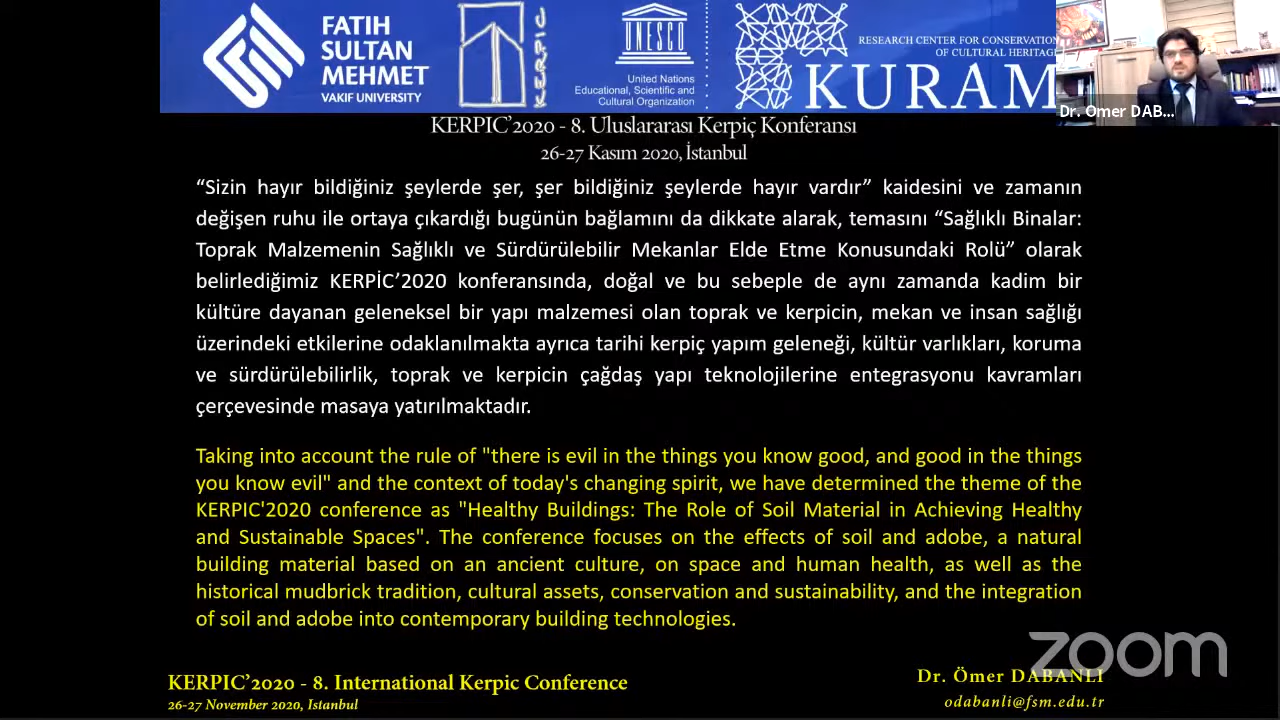 FATIH
SULTAN
MEHMET
VAKIF UNIVERSITY
KERPIC
UNESCO
United Nations
Educational, Scientific and
Cultural Organization
RESEARCH CENTER FOR CONSERVATION
OF CULTURAL HERITAGE
KURAM
Dr. Omer DAB...
KERPIC’2020 - 8. Uluslararası Kerpiç Konferansı
26-27 Kasım 2020, İstanbul
“Sizin hayır bildiğiniz şeylerde şer, şer bildiğiniz şeylerde hayır vardır” kaidesini ve zamanın
değişen ruhu ile ortaya çıkardığı bugünün bağlamını da dikkate alarak, temasını “Sağlıklı Binalar:
Toprak Malzemenin Sağlıklı ve Sürdürülebilir Mekanlar Elde Etme Konusundaki Rolü” olarak
belirlediğimiz KERPİC’2020 konferansında, doğal ve bu sebeple de aynı zamanda kadim bir
kültüre dayanan geleneksel bir yapı malzemesi olan toprak ve kerpicin, mekan ve insan sağlığı
üzerindeki etkilerine odaklanılmakta ayrıca tarihi kerpiç yapım geleneği, kültür varlıkları, koruma
ve sürdürülebilirlik, toprak ve kerpicin çağdaş yapı teknolojilerine entegrasyonu kavramları
çerçevesinde masaya yatırılmaktadır.
Taking into account the rule of "there is evil in the things you know good, and good in the things
you know evil" and the context of today's changing spirit, we have determined the theme of the
KERPIC'2020 conference as "Healthy Buildings: The Role of Soil Material in Achieving Healthy
and Sustainable Spaces". The conference focuses on the effects of soil and adobe, a natural
building material based on an ancient culture, on space and human health, as well as the
historical mudbrick tradition, cultural assets, conservation and sustainability, and the integration
of soil and adobe into contemporary building technologies.
zoom
KERPIC’2020 - 8. International Kerpic Conference
26-27 November 2020, Istanbul
Dr. Ömer DABANLI
odabanli@fsm.edu.tr